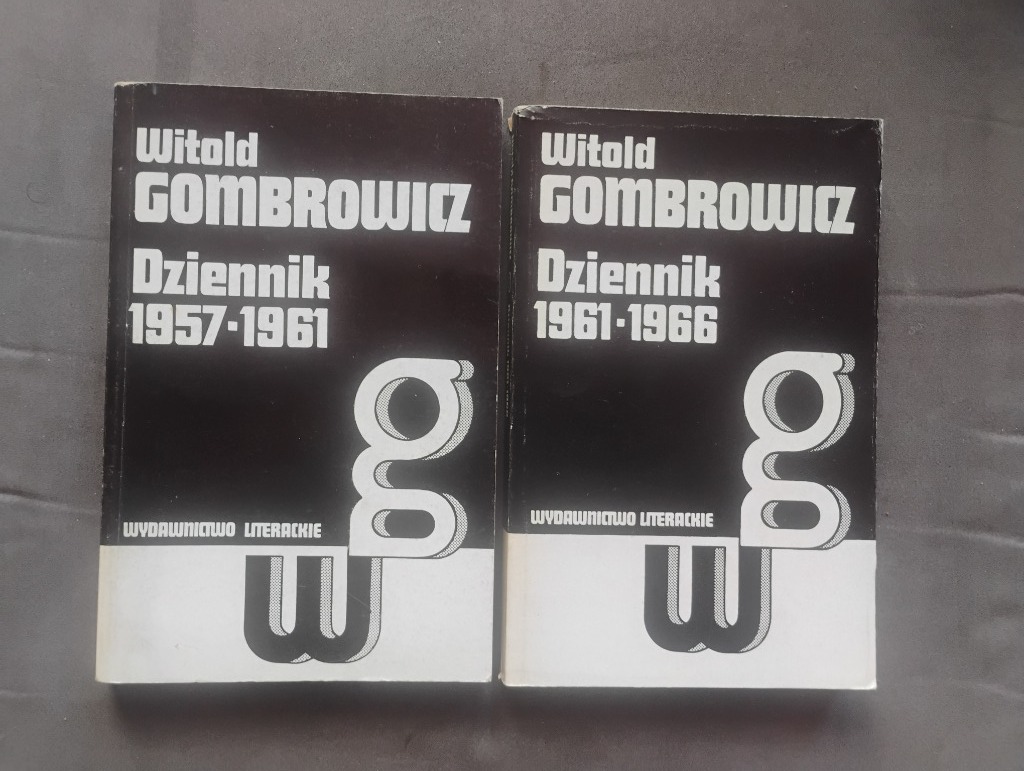 Witold
GOMBROWICZ
Dziennik
1957·1961
WYDAWNICTWO LITERACKIE
g
w
Witold
GOMBROWICZ
Dziennik
1961·1966
WYDAWNICTWO LITERACKIE
g
w